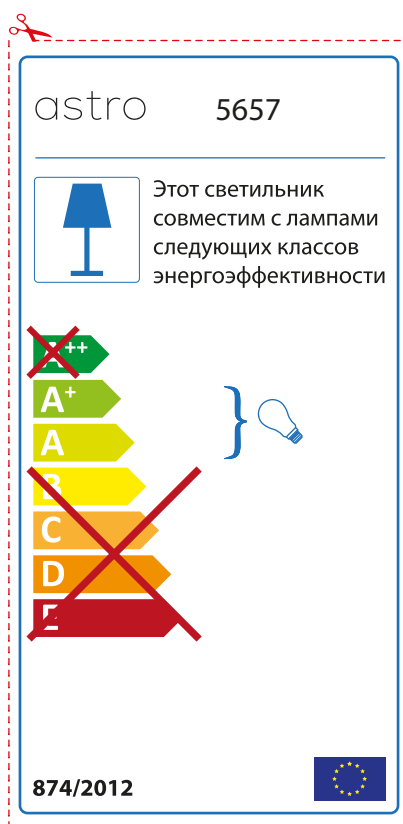 astro 5657
Этот светильник
совместим с лампами
следующих классов
энергоэффективности
A++
A+
A
B
C
D
E
874/2012